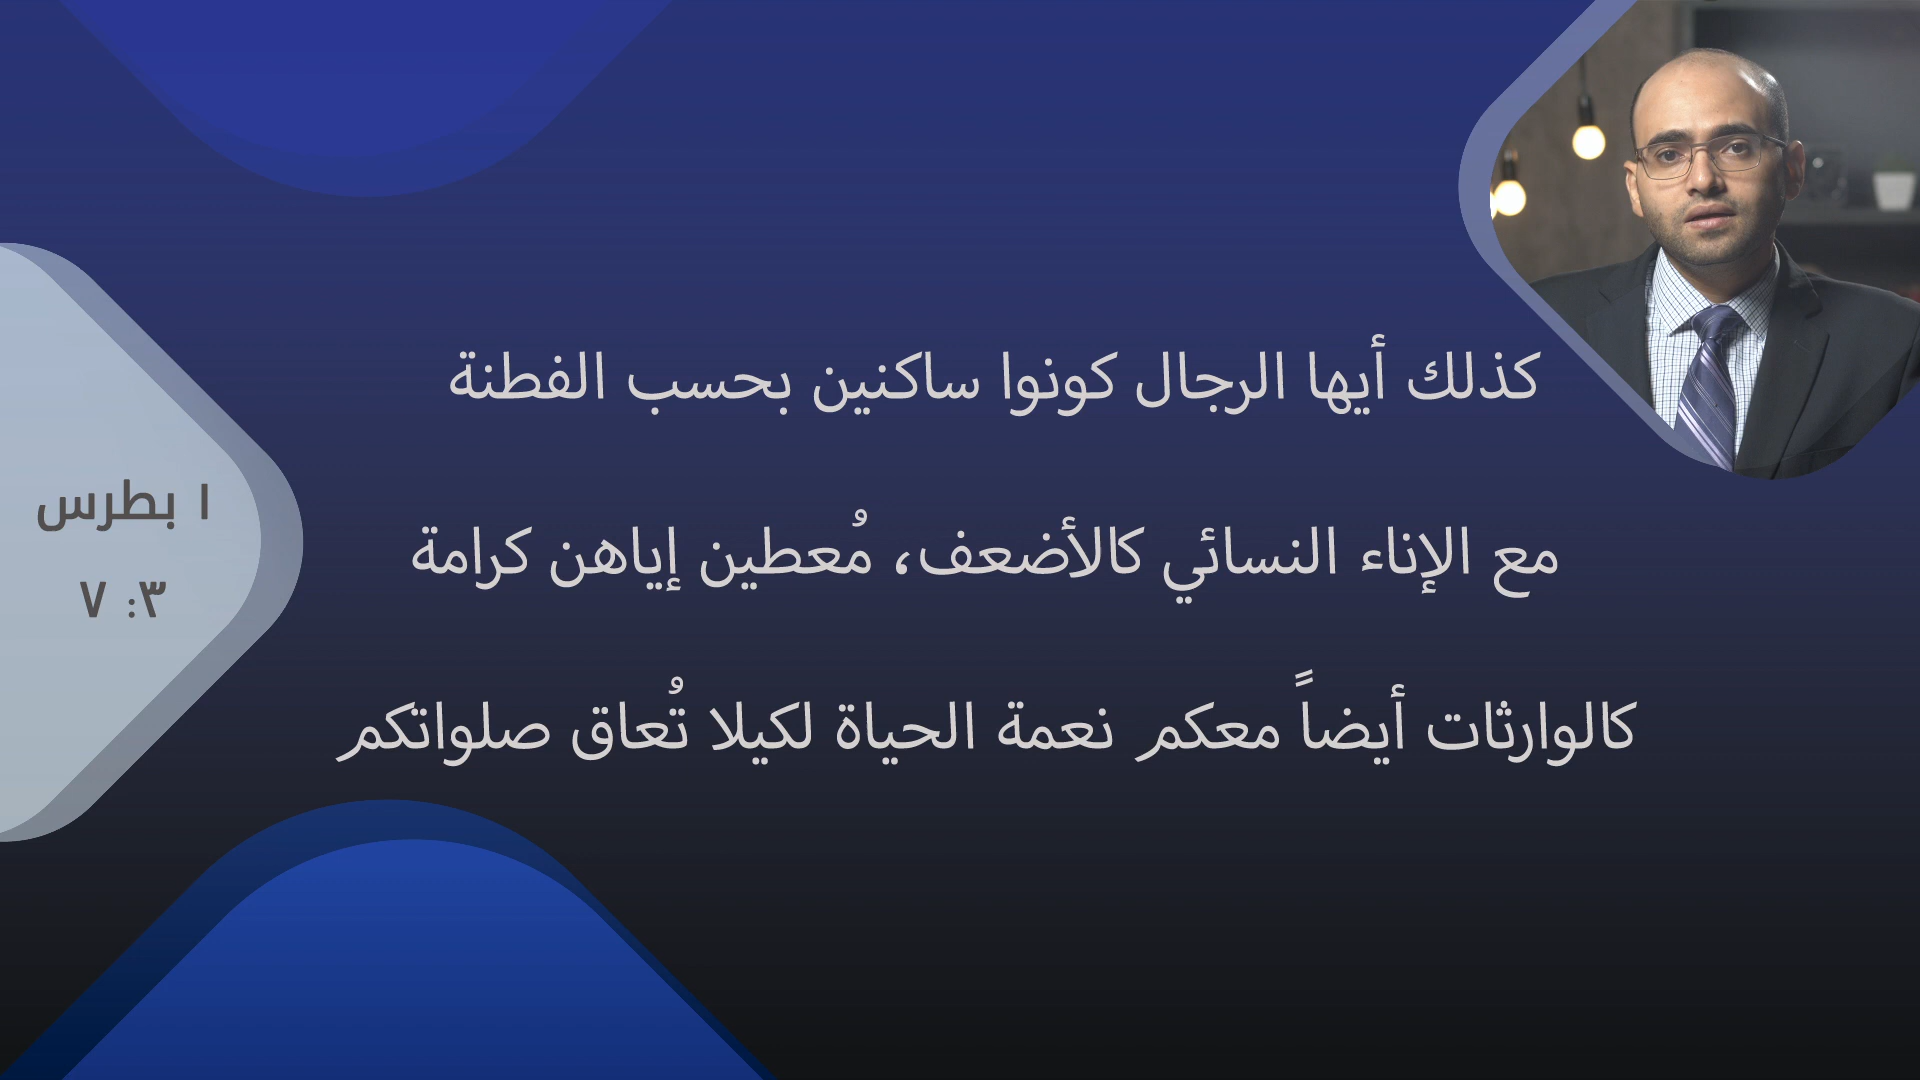 كذلك أيها الرجال كونوا ساكنين بحسب الفطنة
مع الإناء النسائي كالأضعف، مُعطين إياهن كرامة
كالوارثات أيضاً معكم نعمة الحياة لكيلا تُعاق صلواتكم
١ بطرس
٣: ٧